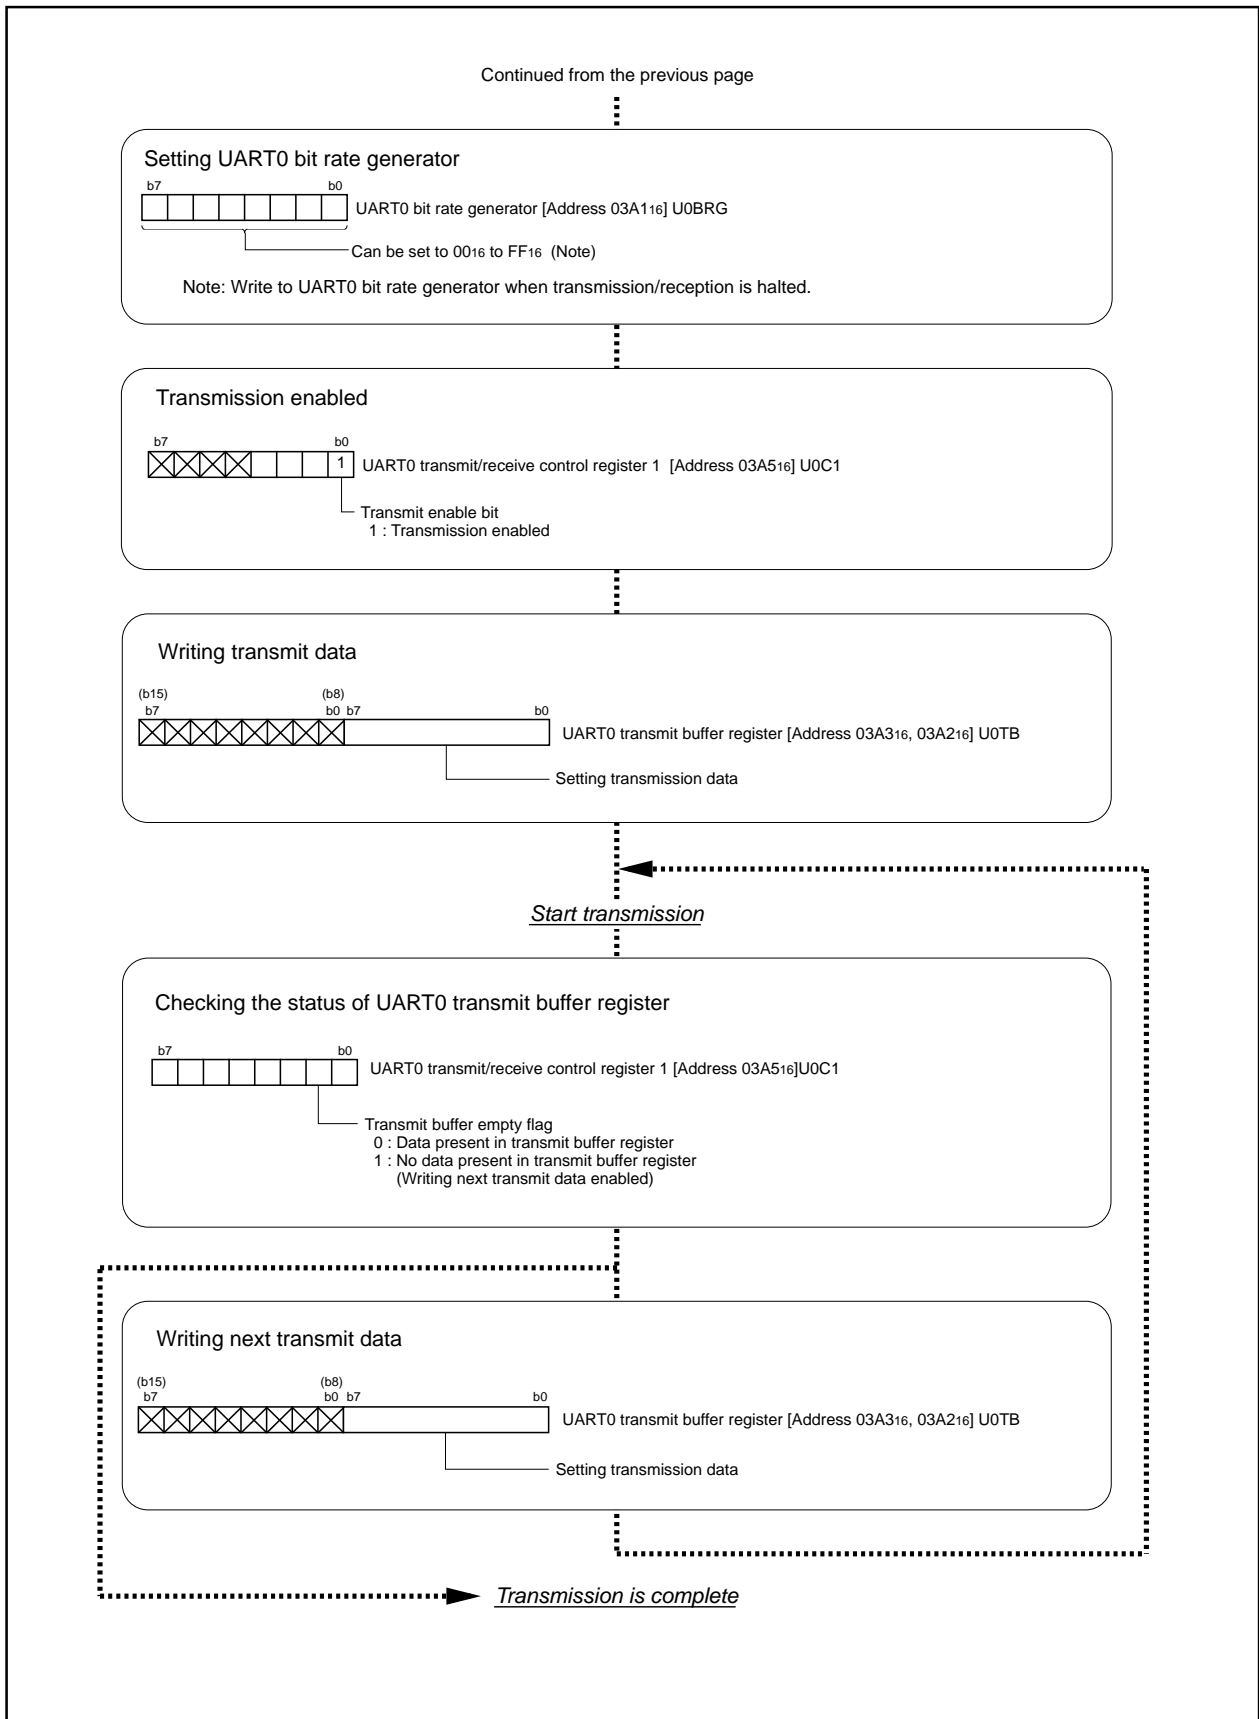 Continued from the previous page
Setting UART0 bit rate generator
b7 b0
UART0 bit rate generator [Address 03A116] U0BRG
Can be set to 0016 to FF16 (Note)
Note: Write to UART0 bit rate generator when transmission/reception is halted.
Transmission enabled
b7 b0
1 UART0 transmit/receive control register 1 [Address 03A516] U0C1
Transmit enable bit
1 : Transmission enabled
Writing transmit data
(b15) (b8)
b7 b0 b7 b0
UART0 transmit buffer register [Address 03A316, 03A216] U0TB
Setting transmission data
Start transmission
Checking the status of UART0 transmit buffer register
b7 b0
UART0 transmit/receive control register 1 [Address 03A516]U0C1
Transmit buffer empty flag
0 : Data present in transmit buffer register
1 : No data present in transmit buffer register
(Writing next transmit data enabled)
Writing next transmit data
(b15) (b8)
b7 b0 b7 b0
UART0 transmit buffer register [Address 03A316, 03A216] U0TB
Setting transmission data
Transmission is complete